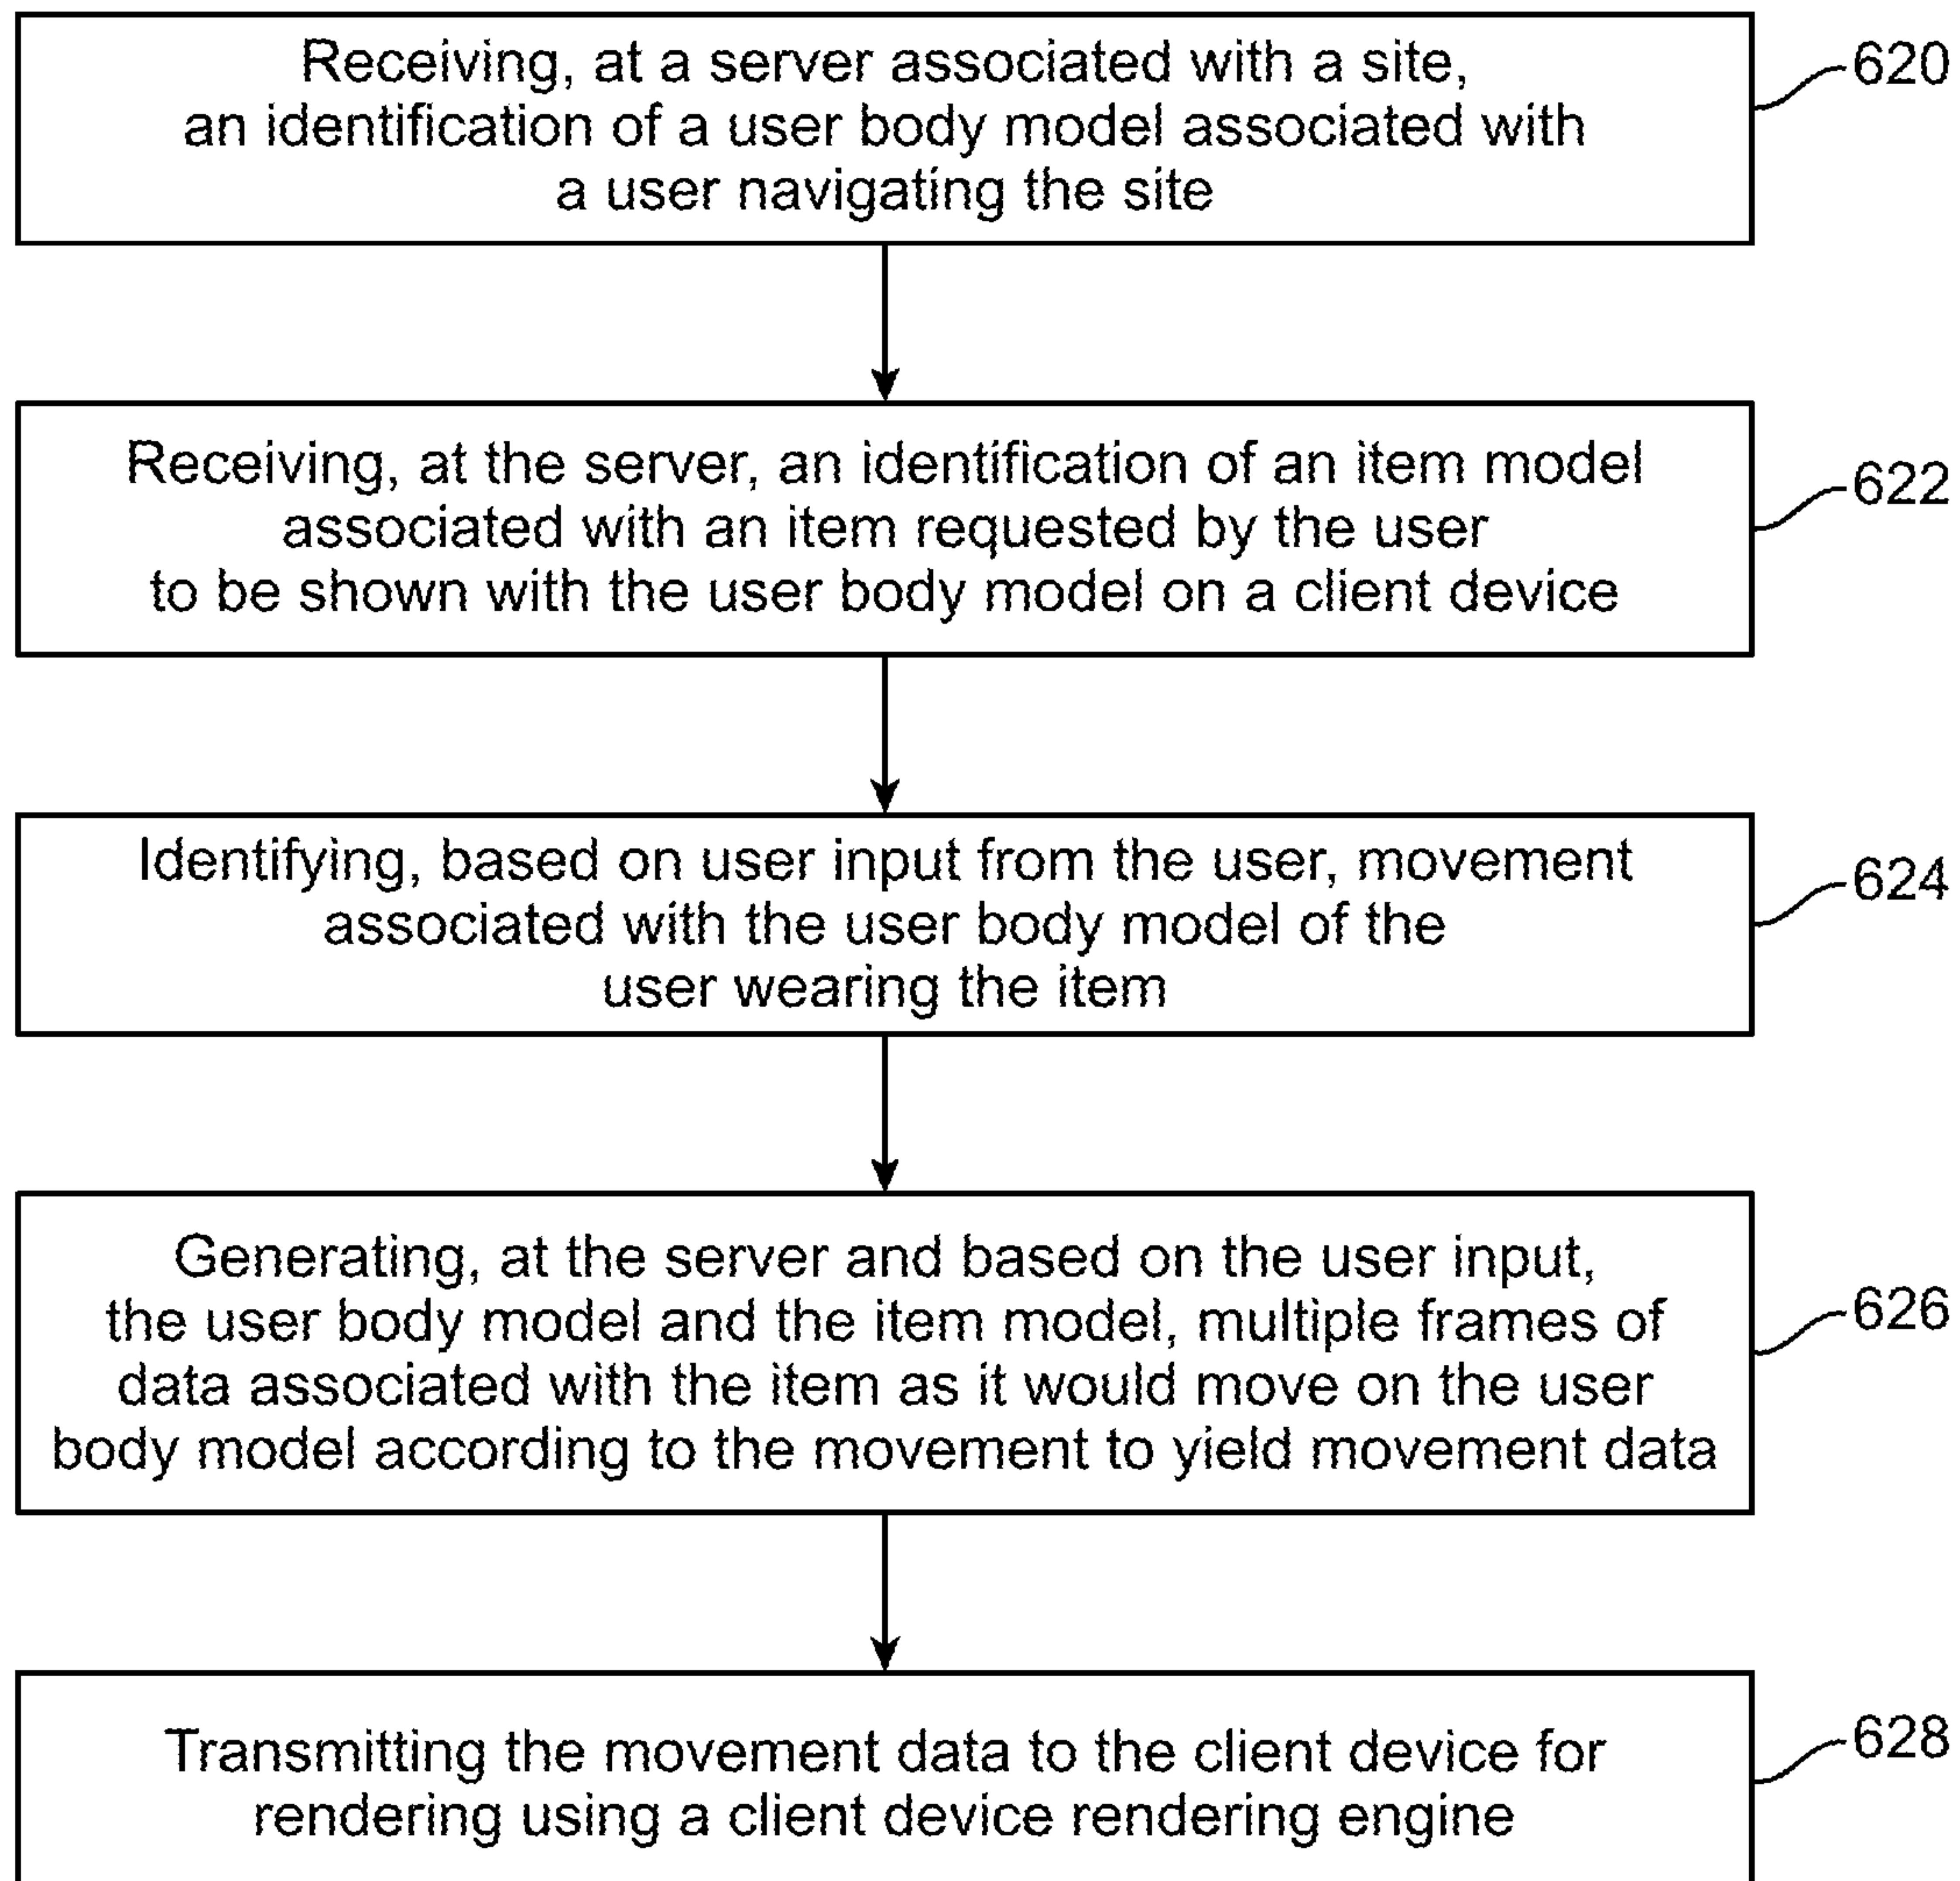 Receiving, at a server associated with a site,
an identification of a user body model associated with
a user navigating the site
620
Receiving, at the server, an identification of an item model
associated with an item requested by the user
to be shown with the user body model on a client device
622
Identifying, based on user input from the user, movement
associated with the user body model of the
user wearing the item
624
Generating, at the server and based on the user input,
the user body model and the item model, multiple frames of
data associated with the item as it would move on the user
body model according to the movement to yield movement data
626
Transmitting the movement data to the client device for
rendering using a client device rendering engine
628